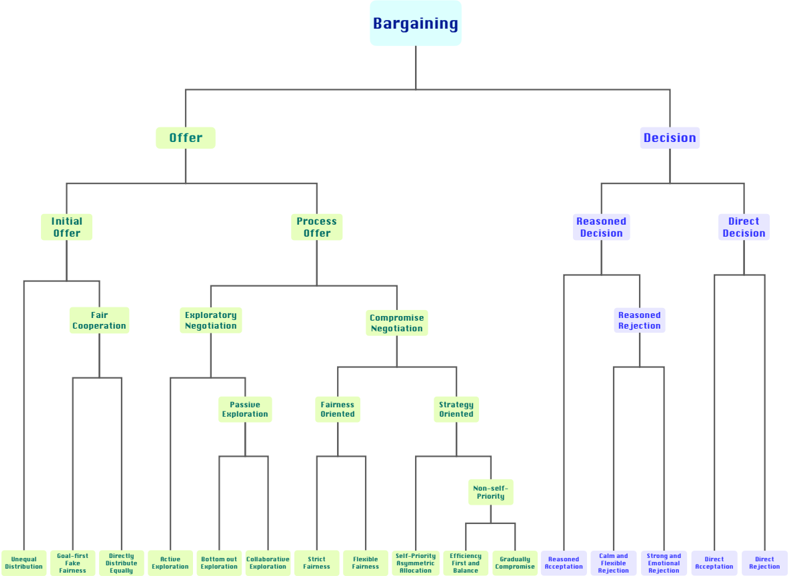 Bargaining
Offer
Decision
Initial
Offer
Process
Offer
Reasoned
Decision
Direct
Decision
Fair
Cooperation
Exploratory
Negotiation
Compromise
Negotiation
Reasoned
Rejection
Passive
Exploration
Fairness
Oriented
Strategy
Oriented
Non-self-
Priority
Unequal
Distribution
Goal-first
Fake
Fairness
Directly
Distribute
Equally
Active
Exploration
Bottom out
Exploration
Collaborative
Exploration
Strict
Fairness
Flexible
Fairness
Self-Priority
Asymmetric
Allocation
Efficiency
First and
Balance
Gradually
Compromise
Reasoned
Acceptation
Calm and
Flexible
Rejection
Strong and
Emotional
Rejection
Direct
Acceptation
Direct
Rejection